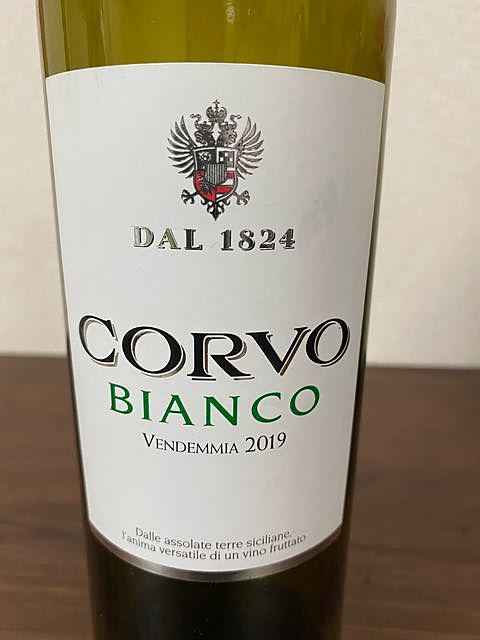 DAL 1824
CORVO
BIANCO
VENDEMMIA 2019
Dalle assolate terre siciliane,
l'anima versatile di un vino fruttato